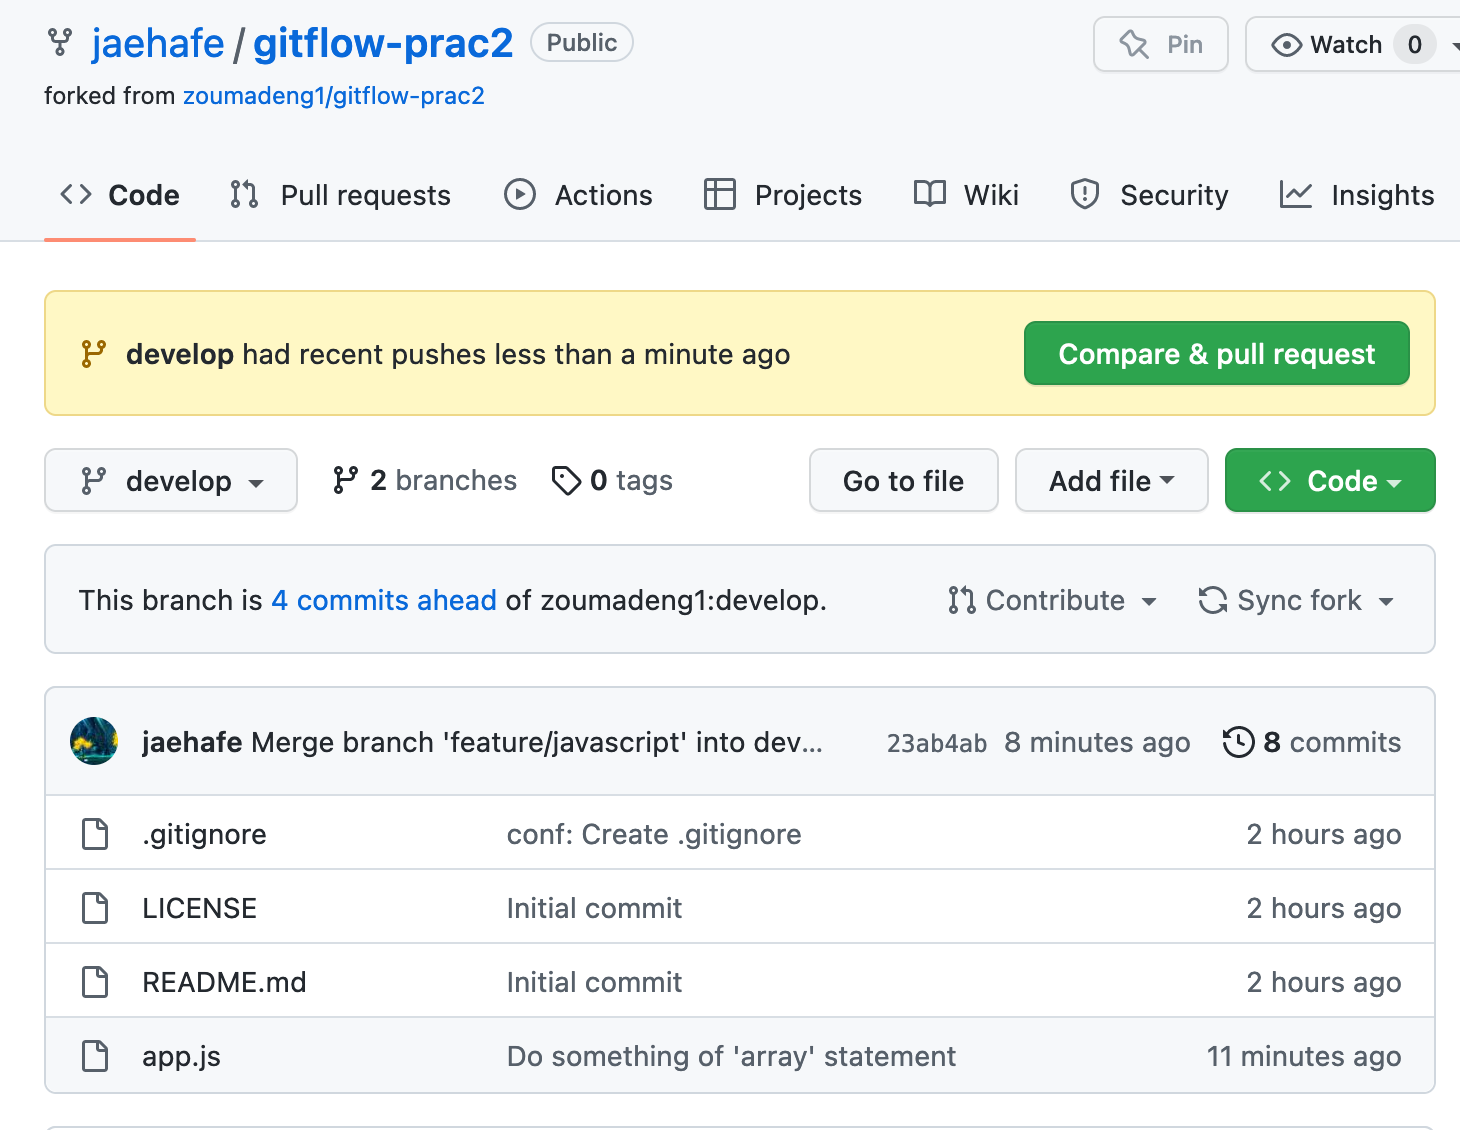 jaehafe / gitflow-prac2 Public Pin Watch 0
forked from zoumadeng1/gitflow-prac2
Code Pull requests Actions Projects Wiki Security Insights
develop had recent pushes less than a minute ago Compare & pull request
develop 2 branches 0 tags Go to file Add file Code
This branch is 4 commits ahead of zoumadeng1:develop. Contribute Sync fork
jaehafe Merge branch 'feature/javascript' into dev... 23ab4ab 8 minutes ago 8 commits
.gitignore conf: Create .gitignore 2 hours ago
LICENSE Initial commit 2 hours ago
README.md Initial commit 2 hours ago
app.js Do something of 'array' statement 11 minutes ago